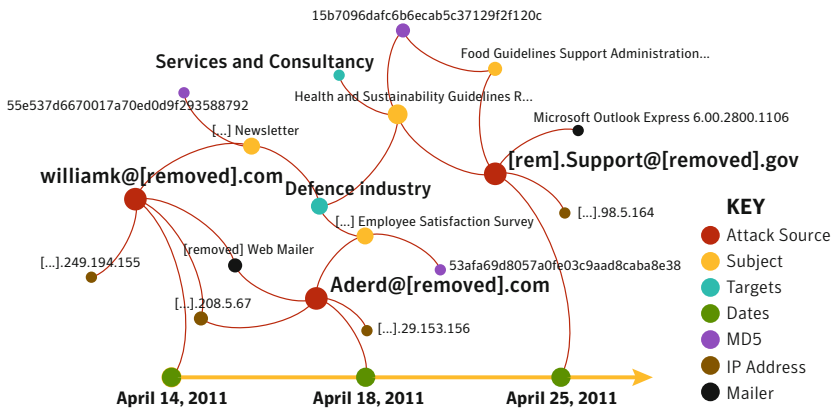 15b7096dafc6b6ecab5c37129f2f120c
Services and Consultancy
Food Guidelines Support Administration...
55e537d6670017a70ed0d9f293588792
Health and Sustainability Guidelines R...
[...] Newsletter
Microsoft Outlook Express 6.00.2800.1106
williamk@[removed].com
Defence industry
[rem].Support@[removed].gov
[...] Employee Satisfaction Survey
[...].98.5.164
[...].249.194.155
[removed] Web Mailer
53afa69d8057a0fe03c9aad8caba8e38
Aderd@[removed].com
[...].208.5.67
[...].29.153.156
April 14, 2011
April 18, 2011
April 25, 2011
KEY
Attack Source
Subject
Targets
Dates
MD5
IP Address
Mailer